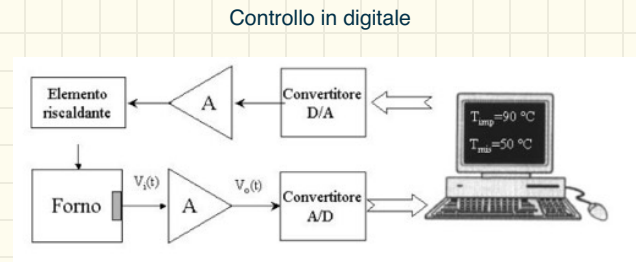 Controllo in digitale
Elemento
riscaldante
A
Convertitore
D/A
T_imp=90 °C
T_mis=50 °C
Forno
V_i(t)
A
V_o(t)
Convertitore
A/D